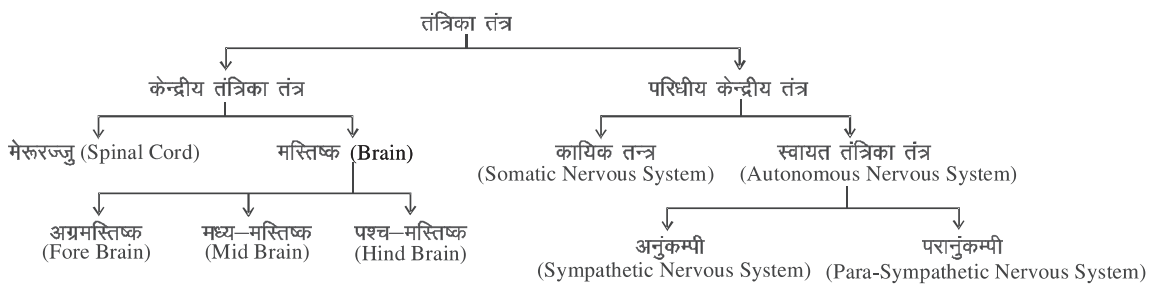 तंत्रिका तंत्र
केन्द्रीय तंत्रिका तंत्र
परिधीय केन्द्रीय तंत्र
मेरूरज्जु (Spinal Cord)
मस्तिष्क (Brain)
कायिक तन्त्र
(Somatic Nervous System)
स्वायत तंत्रिका तंत्र
(Autonomous Nervous System)
अग्रमस्तिष्क
(Fore Brain)
मध्य–मस्तिष्क
(Mid Brain)
पश्च–मस्तिष्क
(Hind Brain)
अनुंकम्पी
(Sympathetic Nervous System)
परानुंकम्पी
(Para-Sympathetic Nervous System)